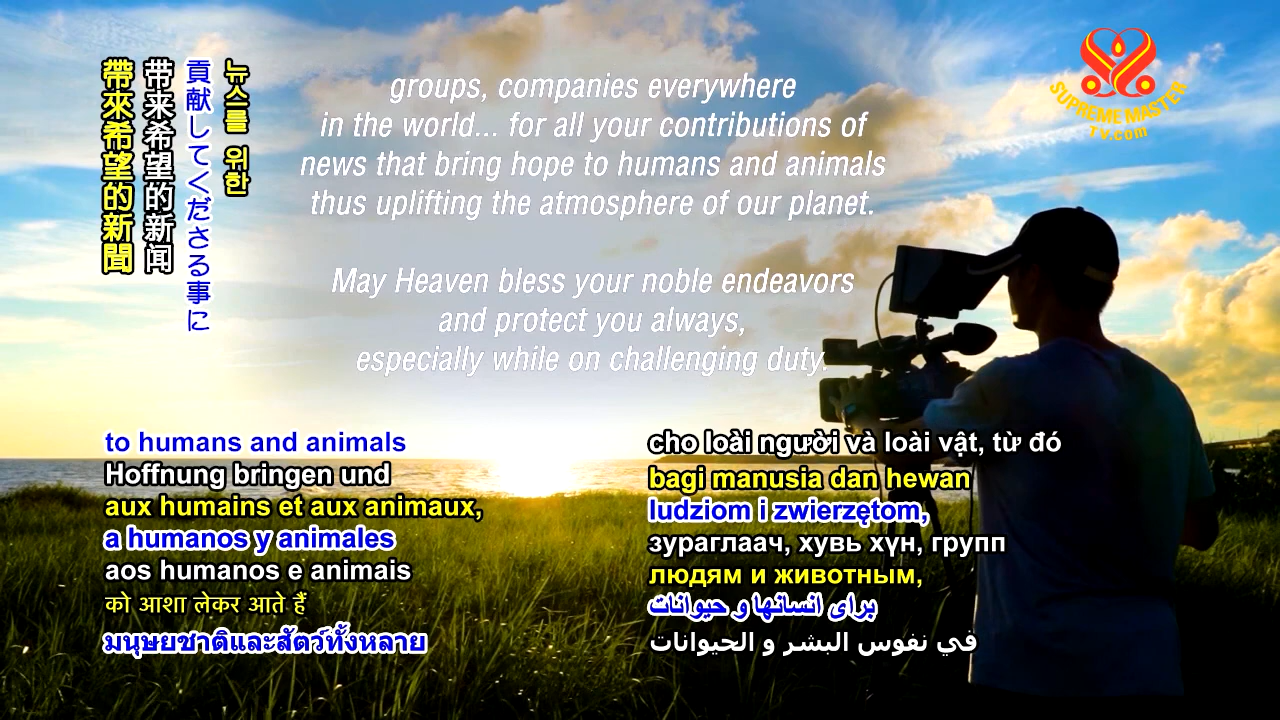 帶來希望的新聞
带来希望的新闻
貢献してくださる事に
뉴스를 위한
groups, companies everywhere
in the world... for all your contributions of
news that bring hope to humans and animals
thus uplifting the atmosphere of our planet.
May Heaven bless your noble endeavors
and protect you always,
especially while on challenging duty.
SUPREME MASTER
TV.com
to humans and animals
Hoffnung bringen und
aux humains et aux animaux,
a humanos y animales
aos humanos e animais
को आशा लेकर आते हैं
มนุษยชาติและสัตว์ทั้งหลาย
cho loài người và loài vật, từ đó
bagi manusia dan hewan
ludziom i zwierzętom,
зураглаач, хувь хүн, групп
людям и животным,
برای انسانها و حیوانات
في نفوس البشر و الحيوانات